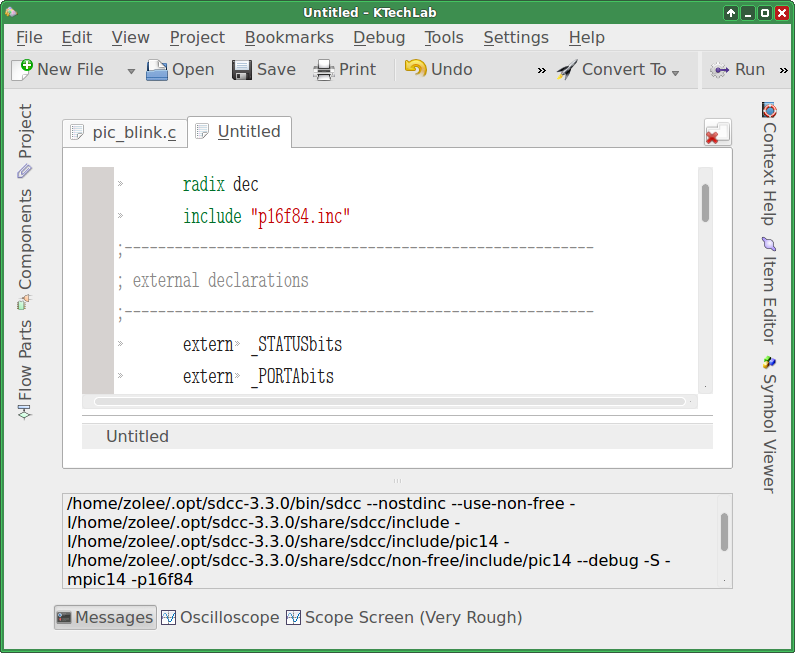 Untitled - KTechLab
File Edit View Project Bookmarks Debug Tools Settings Help
New File Open Save Print Undo » Convert To Run »
Project
Components
Flow Parts
pic_blink.c Untitled
» radix dec
» include "p16f84.inc"
;--------------------------------------------------------
; external declarations
;--------------------------------------------------------
» extern» _STATUSbits
» extern» _PORTAbits
Untitled
/home/zolee/.opt/sdcc-3.3.0/bin/sdcc --nostdinc --use-non-free -
I/home/zolee/.opt/sdcc-3.3.0/share/sdcc/include -
I/home/zolee/.opt/sdcc-3.3.0/share/sdcc/include/pic14 -
I/home/zolee/.opt/sdcc-3.3.0/share/sdcc/non-free/include/pic14 --debug -S -
mpic14 -p16f84
Messages Oscilloscope Scope Screen (Very Rough)
Context Help
Item Editor
Symbol Viewer